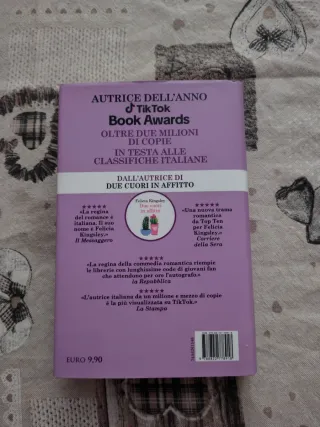 AUTRICE DELL'ANNO
TikTok
Book Awards
OLTRE DUE MILIONI
DI COPIE
IN TESTA ALLE
CLASSIFICHE ITALIANE
DALL'AUTRICE DI
DUE CUORI IN AFFITTO
Felicia Kingsley
Due cuori
in affitto
«La regina
del romance è
italiana. Il suo
nome è Felicia
Kingsley.»
Il Messaggero
«Una nuova trama
romantica
da Top Ten
per Felicia
Kingsley.»
Corriere
della Sera
«La regina della commedia romantica riempie
le librerie con lunghissime code di giovani fan
che attendono per ore l'autografo.»
la Repubblica
«L'autrice italiana da un milione e mezzo di copie
è la più visualizzata su TikTok.»
La Stampa
EURO 9,90